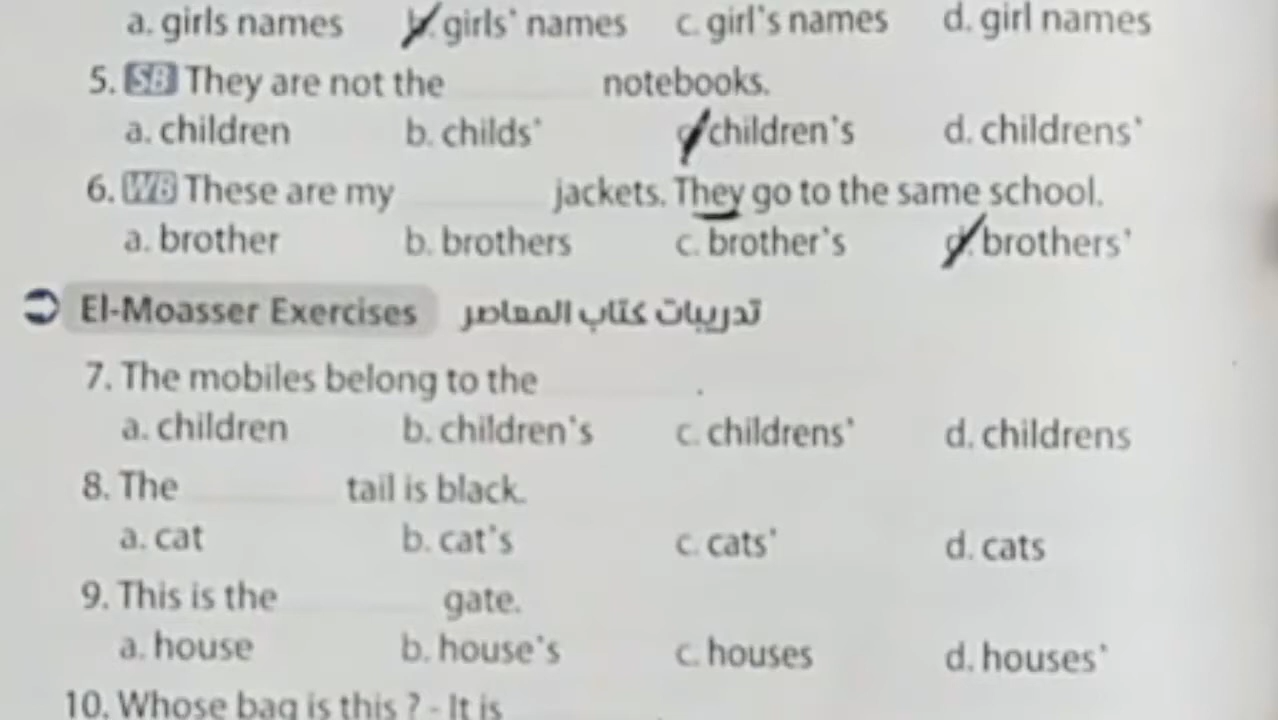 a. girls names b. girls' names c. girl's names d. girl names
5. SB They are not the notebooks.
a. children b. childs' c. children's d. childrens'
6. WB These are my jackets. They go to the same school.
a. brother b. brothers c. brother's d. brothers'
El-Moasser Exercises تدريبات كتاب المعاصر
7. The mobiles belong to the .
a. children b. children's c. childrens' d. childrens
8. The tail is black.
a. cat b. cat's c. cats' d. cats
9. This is the gate.
a. house b. house's c. houses d. houses'
10. Whose bag is this ? - It is